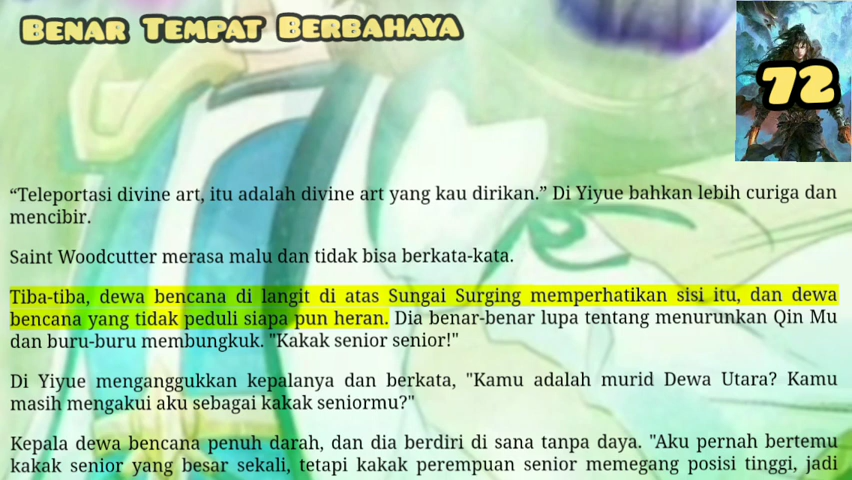 Benar Tempat Berbahaya
72
“Teleportasi divine art, itu adalah divine art yang kau dirikan.” Di Yiyue bahkan lebih curiga dan
mencibir.
Saint Woodcutter merasa malu dan tidak bisa berkata-kata.
Tiba-tiba, dewa bencana di langit di atas Sungai Surging memperhatikan sisi itu, dan dewa
bencana yang tidak peduli siapa pun heran. Dia benar-benar lupa tentang menurunkan Qin Mu
dan buru-buru membungkuk. "Kakak senior senior!"
Di Yiyue menganggukkan kepalanya dan berkata, "Kamu adalah murid Dewa Utara? Kamu
masih mengakui aku sebagai kakak seniormu?"
Kepala dewa bencana penuh darah, dan dia berdiri di sana tanpa daya. "Aku pernah bertemu
kakak senior yang besar sekali, tetapi kakak perempuan senior memegang posisi tinggi, jadi